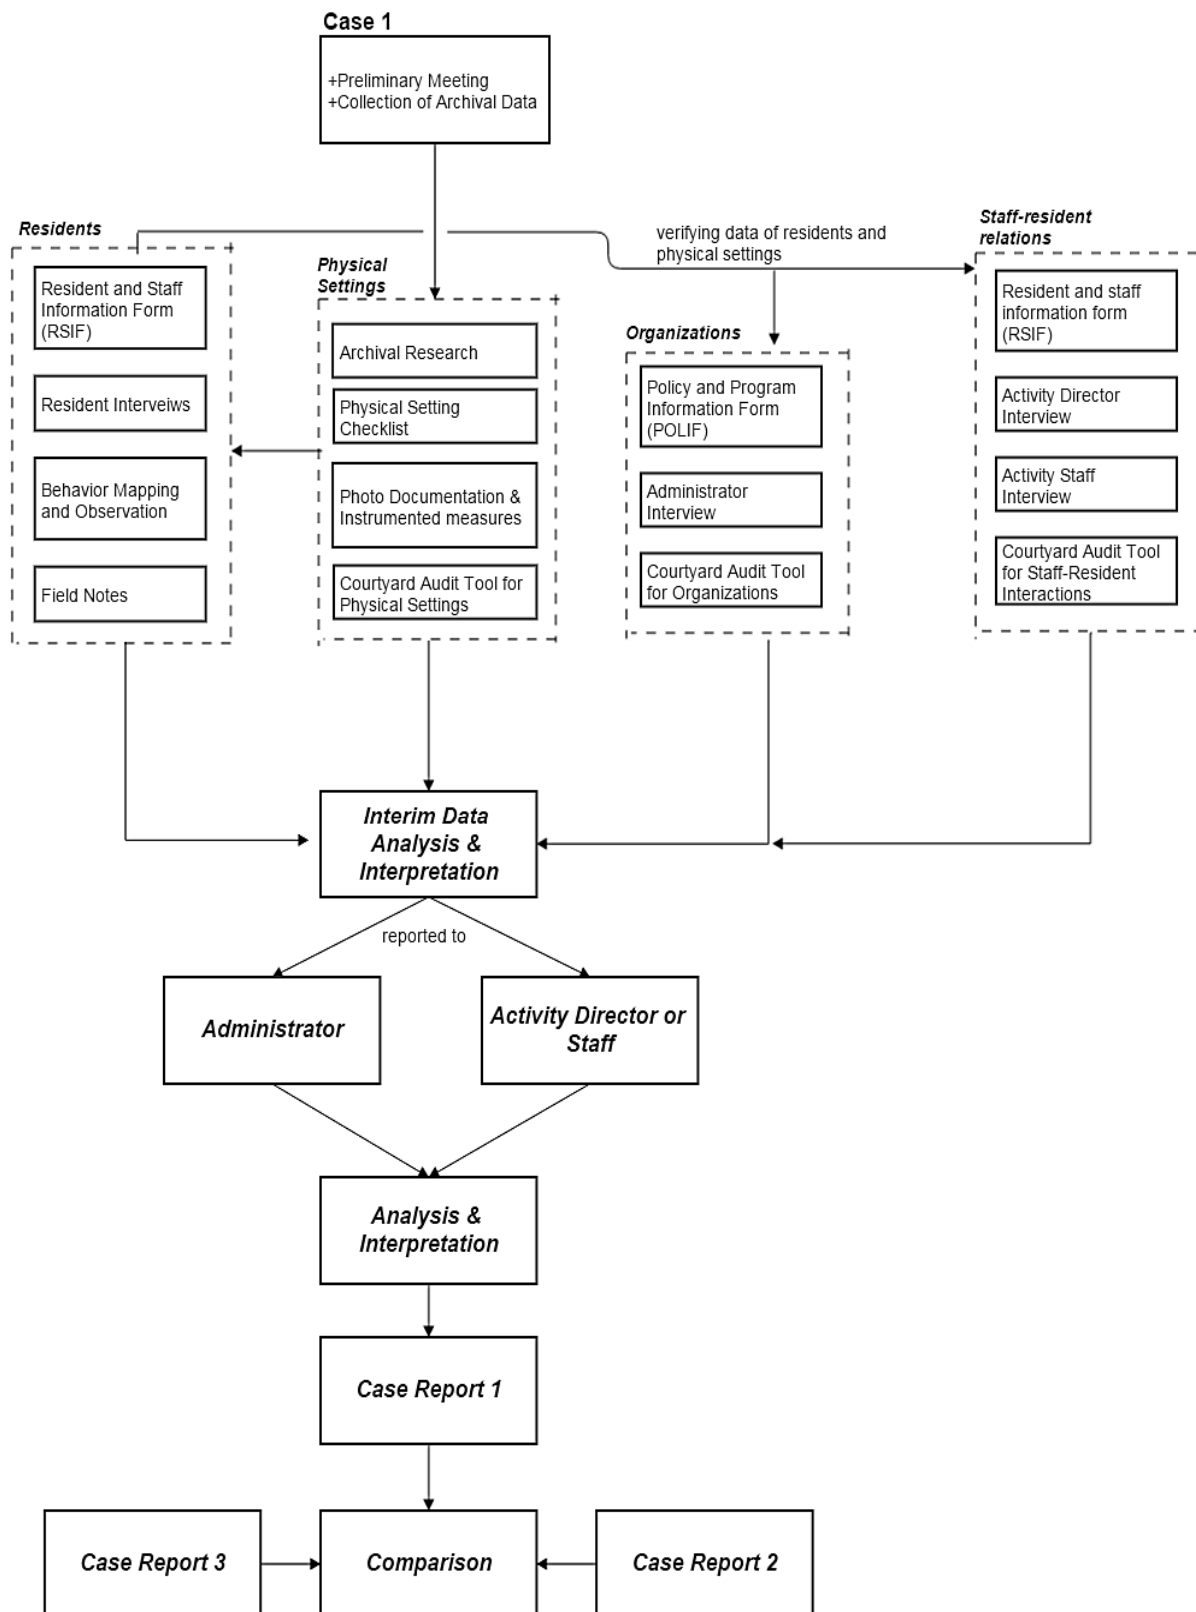 Case 1
+Preliminary Meeting
+Collection of Archival Data
Residents
Resident and Staff
Information Form
(RSIF)
Resident Interveiws
Behavior Mapping
and Observation
Field Notes
Physical
Settings
Archival Research
Physical Setting
Checklist
Photo Documentation &
Instrumented measures
Courtyard Audit Tool for
Physical Settings
verifying data of residents and
physical settings
Organizations
Policy and Program
Information Form
(POLIF)
Administrator
Interview
Courtyard Audit Tool
for Organizations
Staff-resident
relations
Resident and staff
information form
(RSIF)
Activity Director
Interview
Activity Staff
Interview
Courtyard Audit Tool
for Staff-Resident
Interactions
Interim Data
Analysis &
Interpretation
reported to
Administrator
Activity Director or
Staff
Analysis &
Interpretation
Case Report 1
Case Report 3
Comparison
Case Report 2